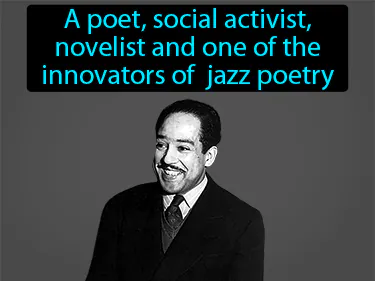 A poet, social activist,
novelist and one of the
innovators of jazz poetry